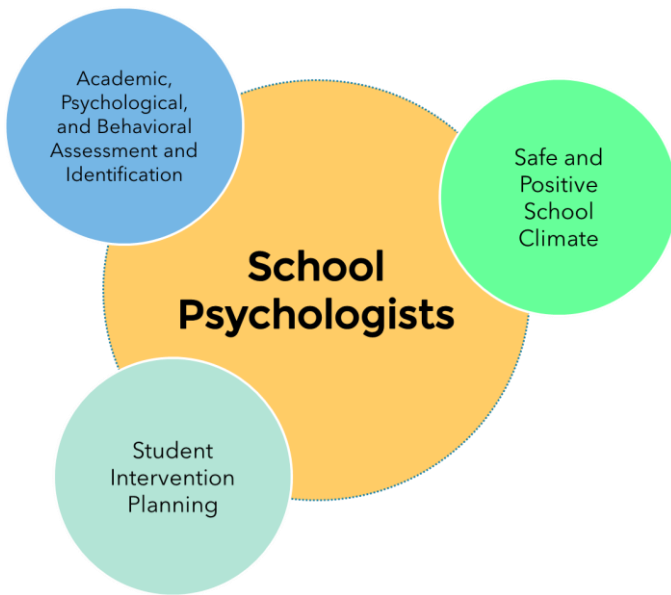 Academic,
Psychological,
and Behavioral
Assessment and
Identification
Safe and
Positive
School
Climate
School
Psychologists
Student
Intervention
Planning